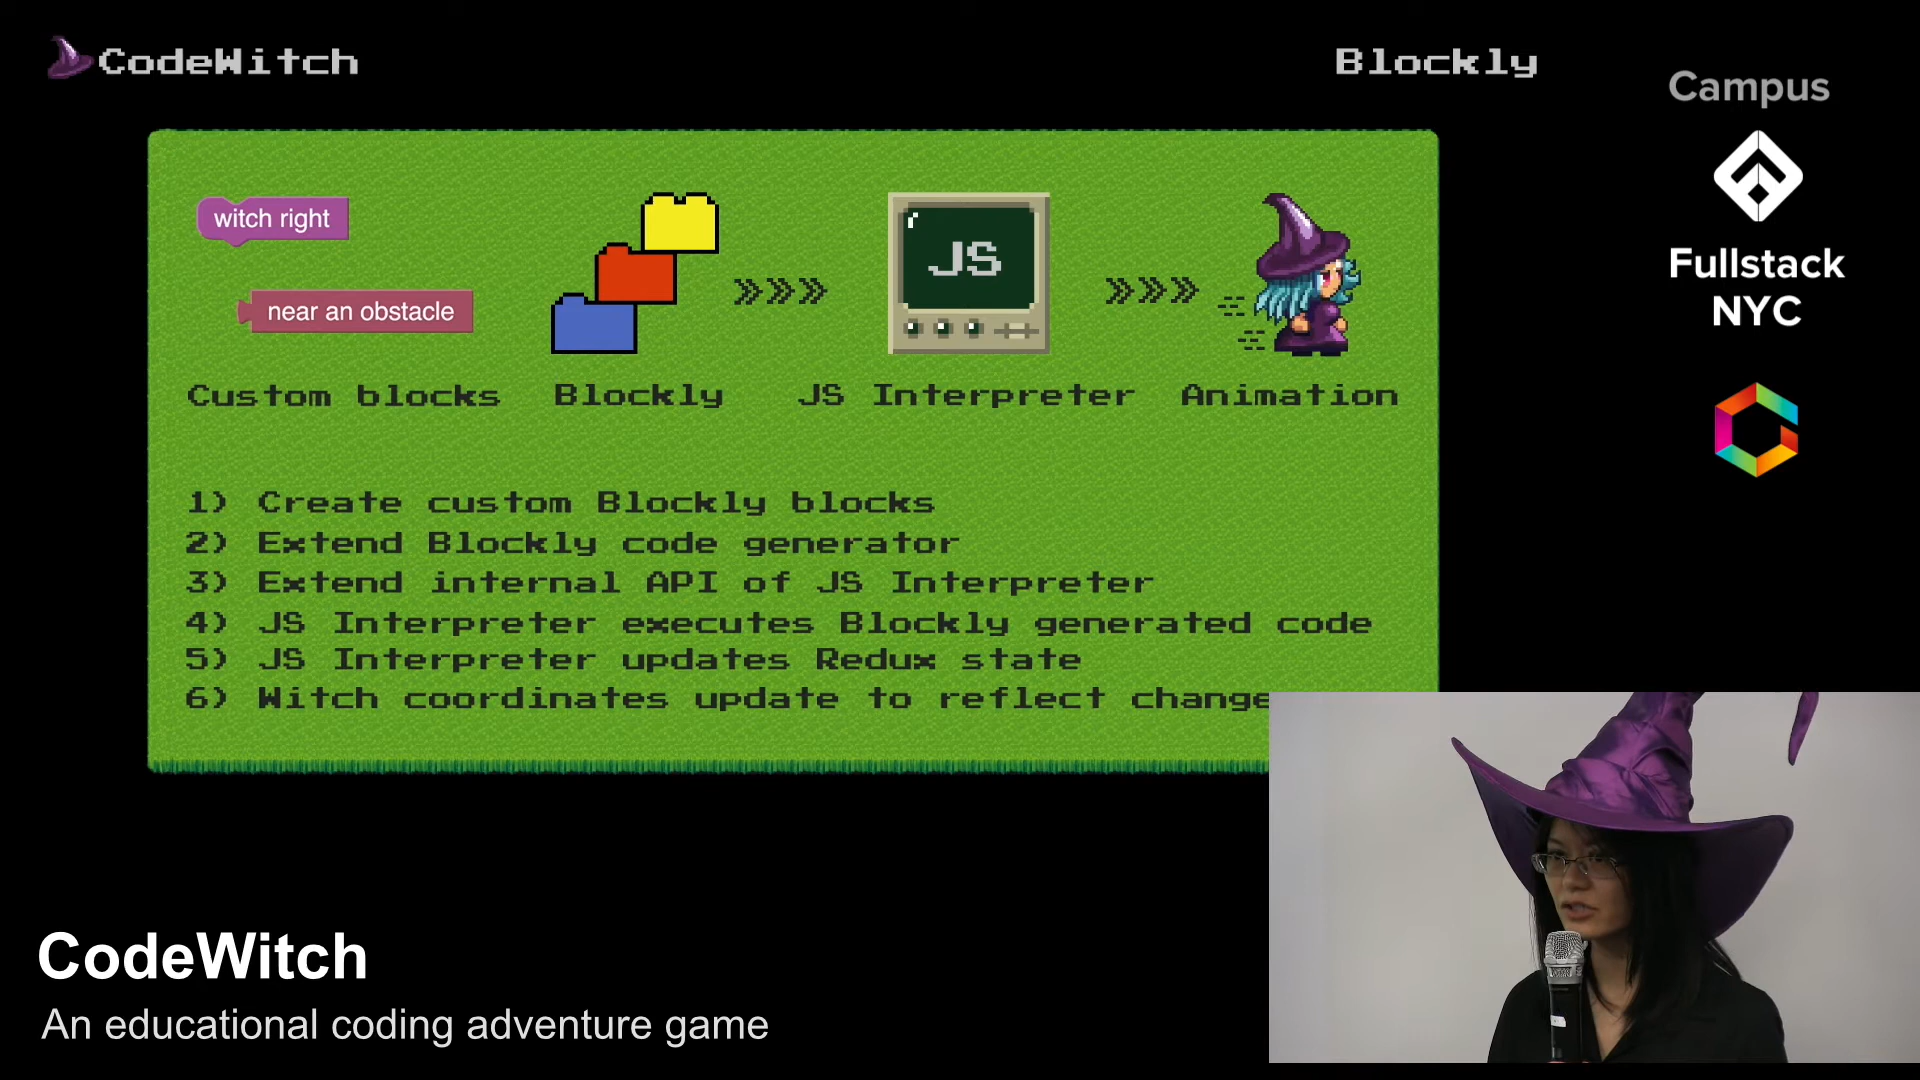 CodeWitch
Blockly
Campus
Fullstack
NYC
witch right
near an obstacle
JS
Custom blocks
Blockly
JS Interpreter
Animation
1) Create custom Blockly blocks
2) Extend Blockly code generator
3) Extend internal API of JS Interpreter
4) JS Interpreter executes Blockly generated code
5) JS Interpreter updates Redux state
6) Witch coordinates update to reflect change
CodeWitch
An educational coding adventure game